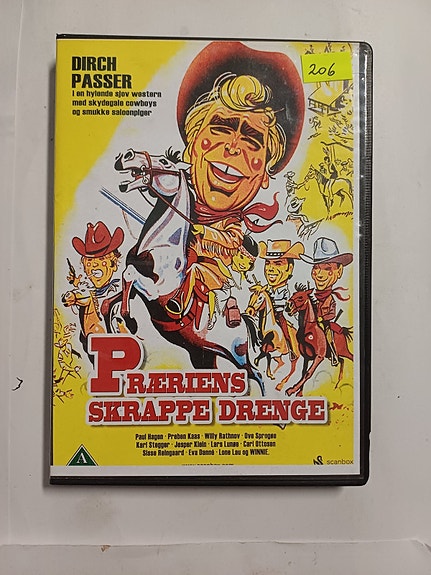 DIRCH
PASSER
I en hylende sjov western
med skydegale cowboys
og smukke saloonpiger
206
PRÆRIENS
SKRAPPE DRENGE
Paul Hagen · Preben Kaas · Willy Rathnov · Ove Sprogøe
Karl Stegger · Jesper Klein · Lars Lunøe · Carl Ottosen
Sisse Reingaard · Eva Danné · Lone Lau og WINNIE.
A
scanbox